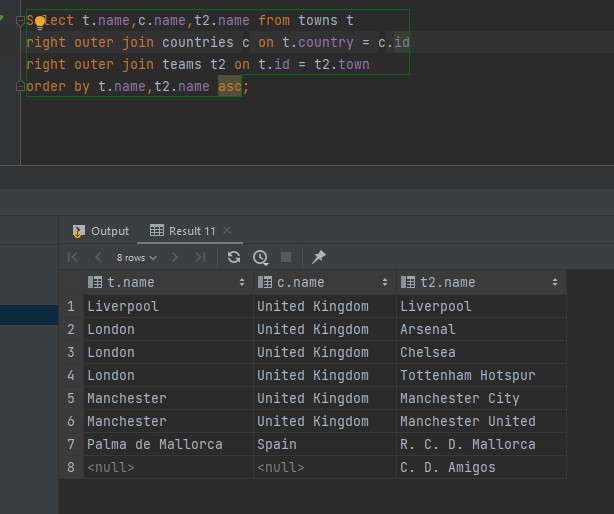 Select t.name,c.name,t2.name from towns t
right outer join countries c on t.country = c.id
right outer join teams t2 on t.id = t2.town
order by t.name,t2.name asc;
Output Result 11
8 rows
t.name c.name t2.name
1 Liverpool United Kingdom Liverpool
2 London United Kingdom Arsenal
3 London United Kingdom Chelsea
4 London United Kingdom Tottenham Hotspur
5 Manchester United Kingdom Manchester City
6 Manchester United Kingdom Manchester United
7 Palma de Mallorca Spain R. C. D. Mallorca
8 <null> <null> C. D. Amigos